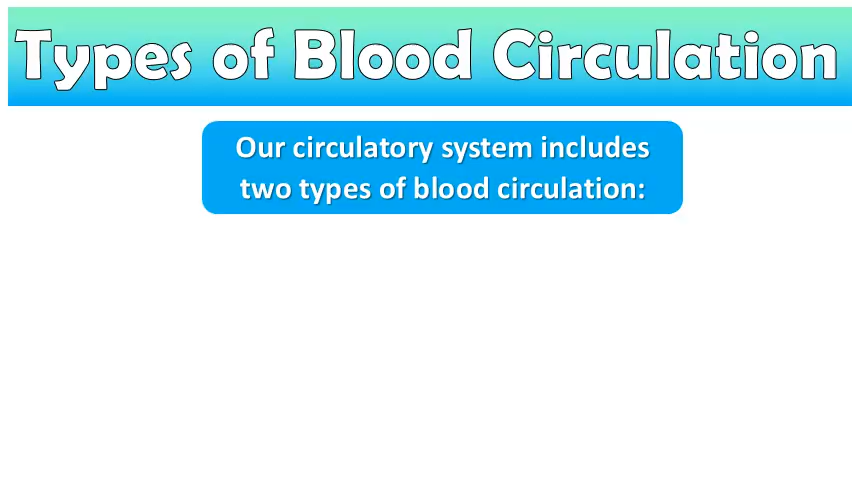 Types of Blood Circulation
Our circulatory system includes
two types of blood circulation: